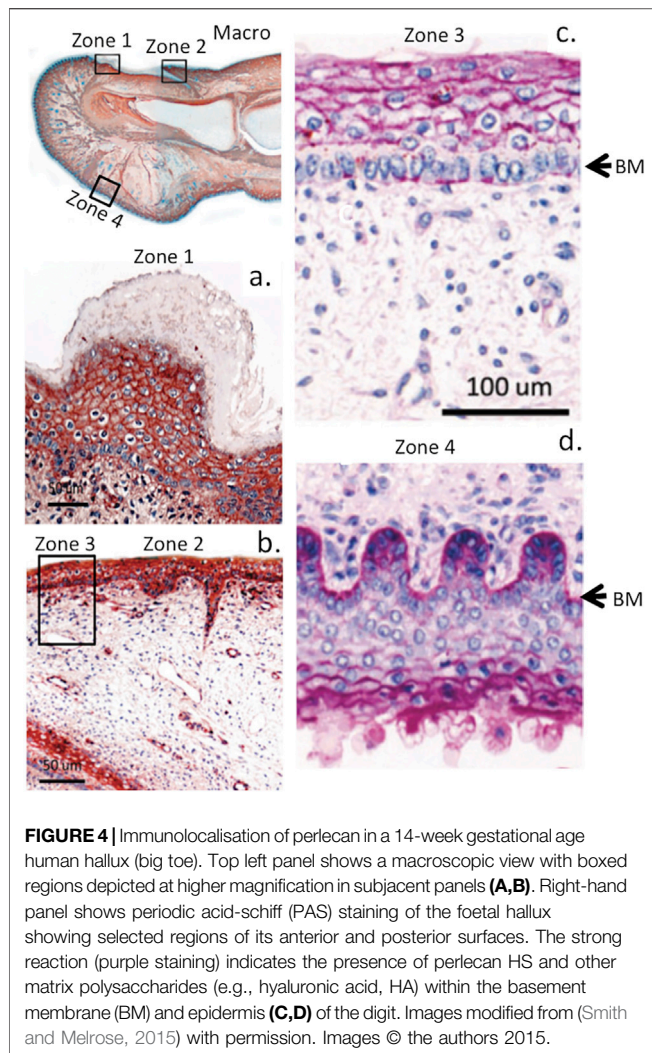 Zone 1
Zone 2
Macro
Zone 4
Zone 1
a.
50 um
Zone 3
Zone 2
b.
50 um
Zone 3
c.
BM
100 um
Zone 4
d.
BM
FIGURE 4 | Immunolocalisation of perlecan in a 14-week gestational age
human hallux (big toe). Top left panel shows a macroscopic view with boxed
regions depicted at higher magnification in subjacent panels (A,B). Right-hand
panel shows periodic acid-schiff (PAS) staining of the foetal hallux
showing selected regions of its anterior and posterior surfaces. The strong
reaction (purple staining) indicates the presence of perlecan HS and other
matrix polysaccharides (e.g., hyaluronic acid, HA) within the basement
membrane (BM) and epidermis (C,D) of the digit. Images modified from (Smith
and Melrose, 2015) with permission. Images © the authors 2015.